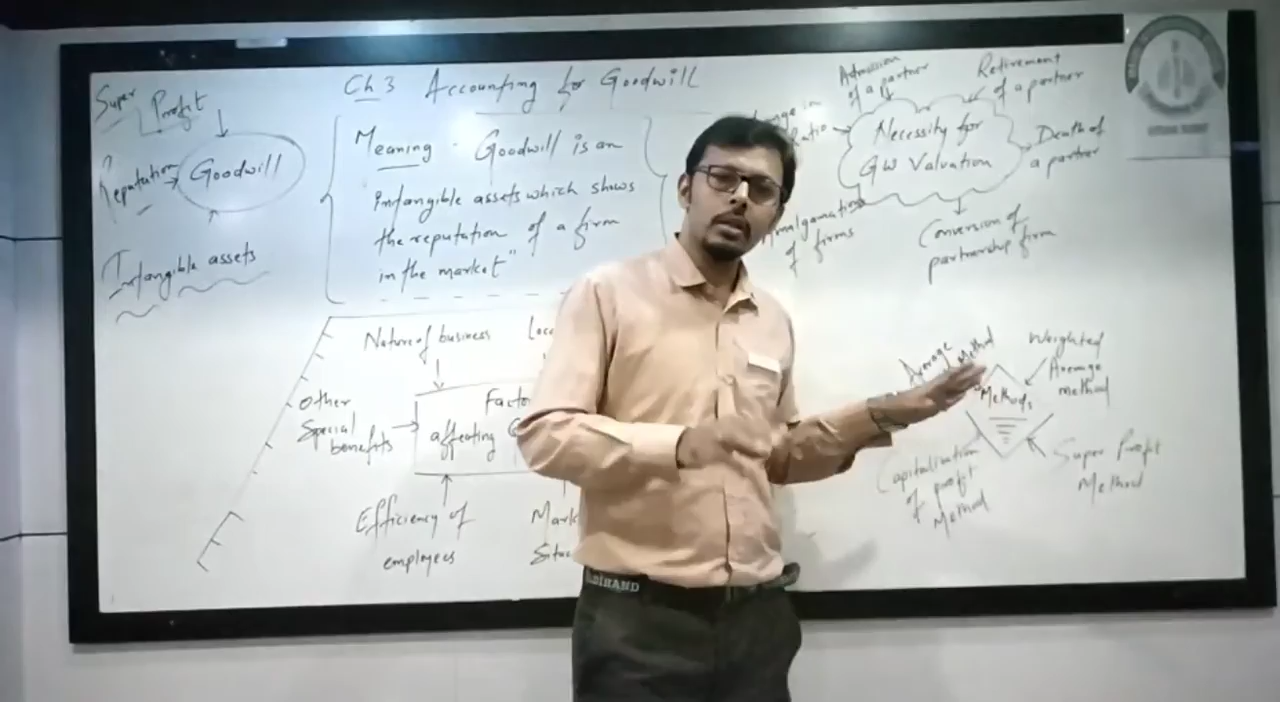 Ch 3 Accounting for Goodwill
Super Profit
Goodwill
Reputation
Intangible assets
Meaning - Goodwill is an
intangible assets which shows
the reputation of a firm
in the market"
Necessity for
GW Valuation
Admission
of a partner
Retirement
of a partner
Death of
a partner
Conversion of
partnership firm
Amalgamation
of firms
in
Ratio
Nature of business
Other
Special
benefits
affecting
Efficiency of
employees
Methods
Average
Method
Weighted
Average
method
Super Profit
Method
Capitalisation
of profit
Method